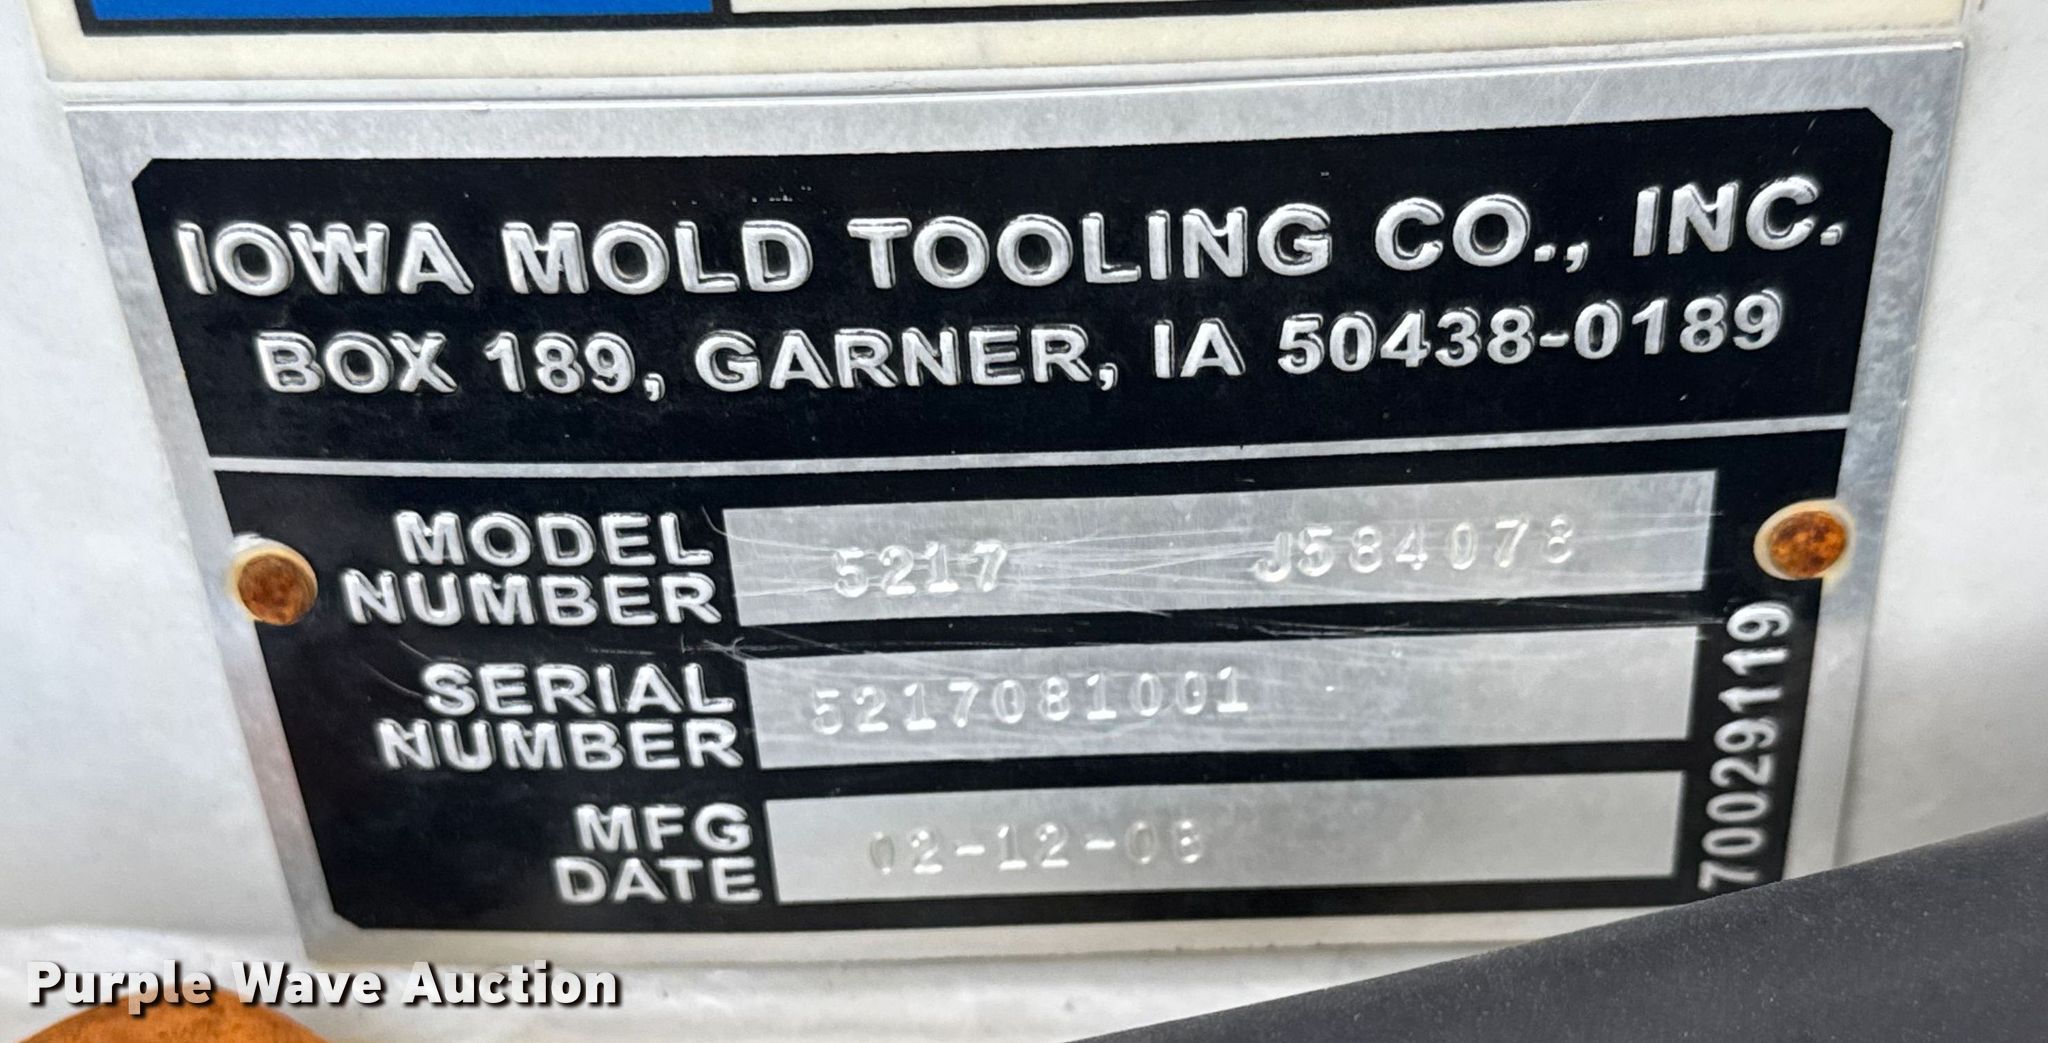 IOWA MOLD TOOLING CO., INC.
BOX 189, GARNER, IA 50438-0189
MODEL NUMBER 5217 J584078
SERIAL NUMBER 5217081001
MFG DATE 02-12-08
70029119
Purple Wave Auction